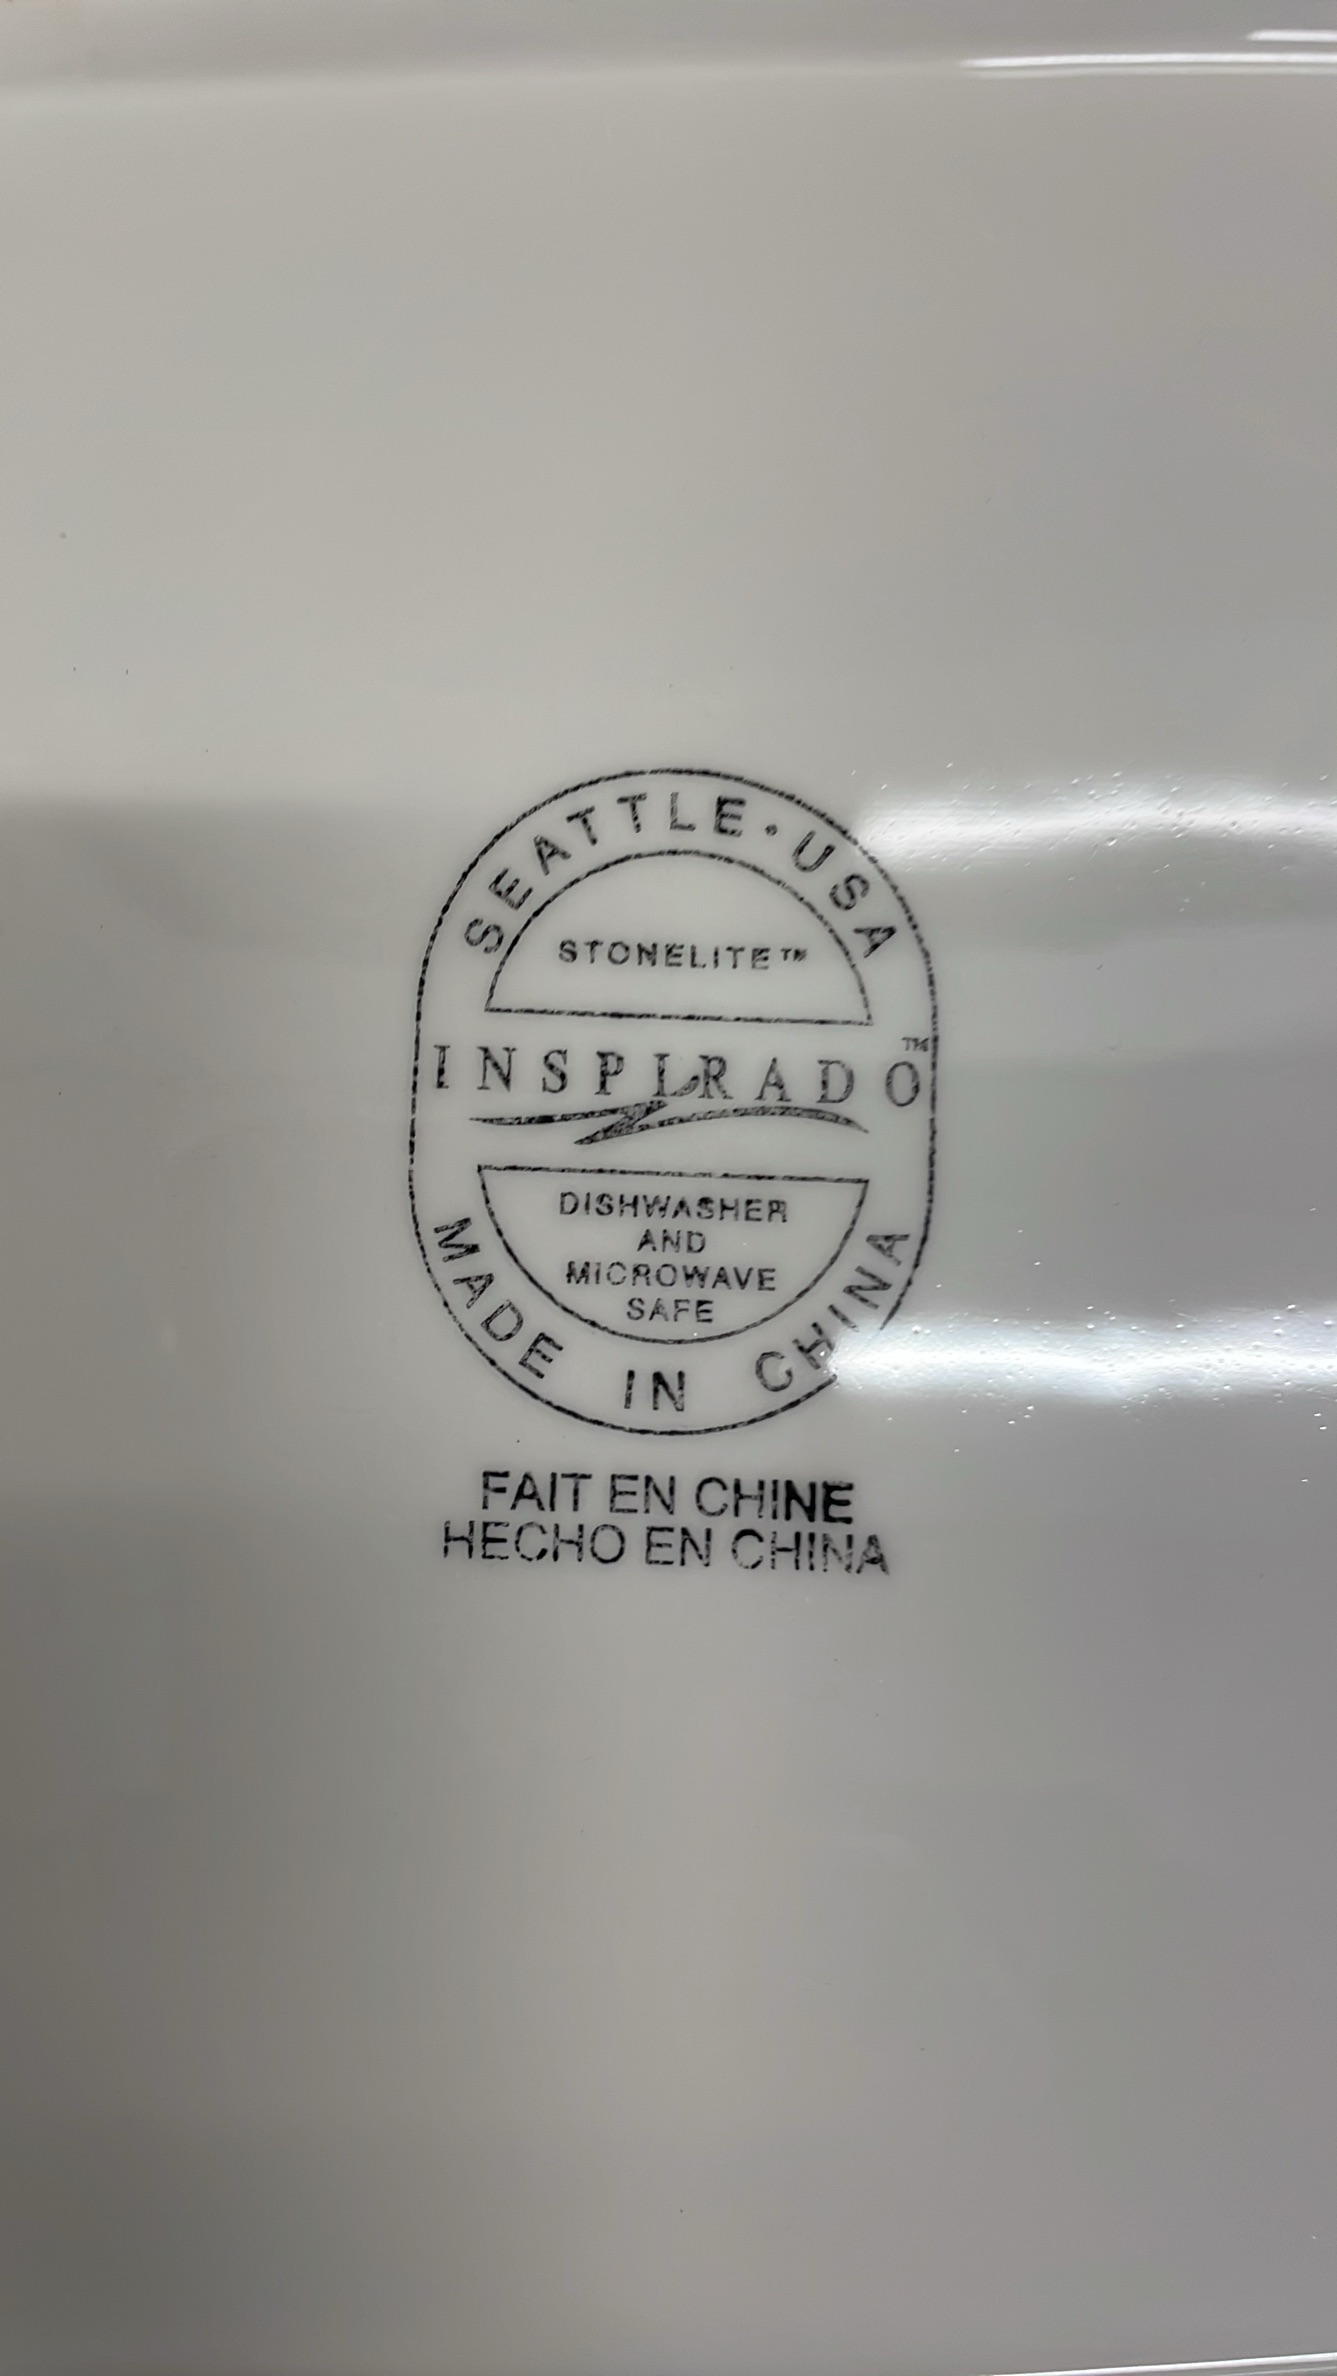 SEATTLE • USA
STONELITE™
INSPIRADO™
DISHWASHER
AND
MICROWAVE
SAFE
MADE IN CHINA
FAIT EN CHINE
HECHO EN CHINA